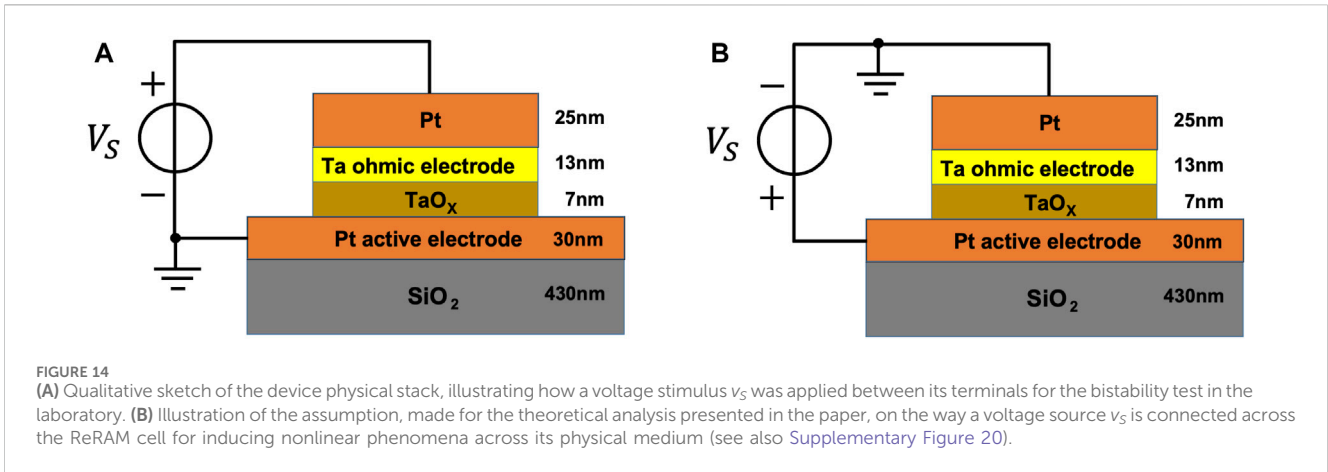 A
+
V_S
−
Pt
25nm
Ta ohmic electrode
13nm
TaO_X
7nm
Pt active electrode
30nm
SiO_2
430nm
B
−
V_S
+
Pt
25nm
Ta ohmic electrode
13nm
TaO_X
7nm
Pt active electrode
30nm
SiO_2
430nm
FIGURE 14
(A) Qualitative sketch of the device physical stack, illustrating how a voltage stimulus v_S was applied between its terminals for the bistability test in the
laboratory. (B) Illustration of the assumption, made for the theoretical analysis presented in the paper, on the way a voltage source v_S is connected across
the ReRAM cell for inducing nonlinear phenomena across its physical medium (see also Supplementary Figure 20).